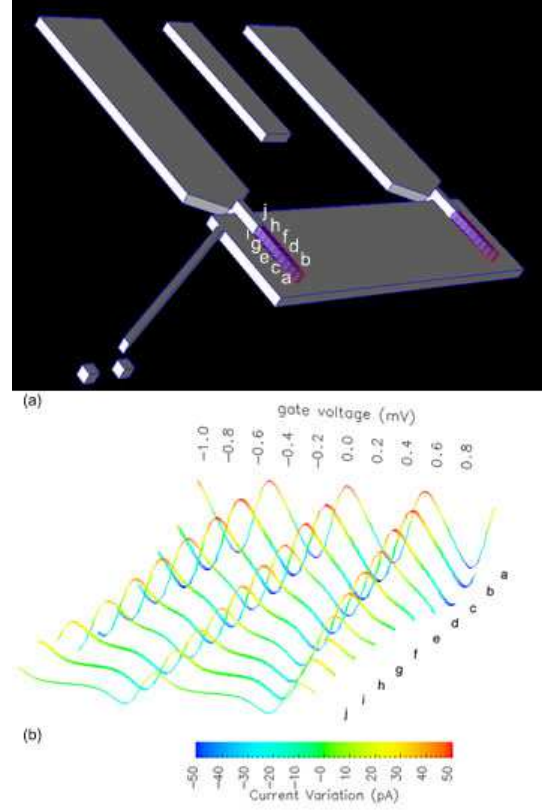 j
h
i
f
g
d
e
b
c
a
(a)
gate voltage (mV)
-1.0 -0.8 -0.6 -0.4 -0.2 0.0 0.2 0.4 0.6 0.8
a
b
c
d
e
f
g
h
i
j
(b)
-50 -40 -30 -20 -10 -0 10 20 30 40 50
Current Variation (pA)